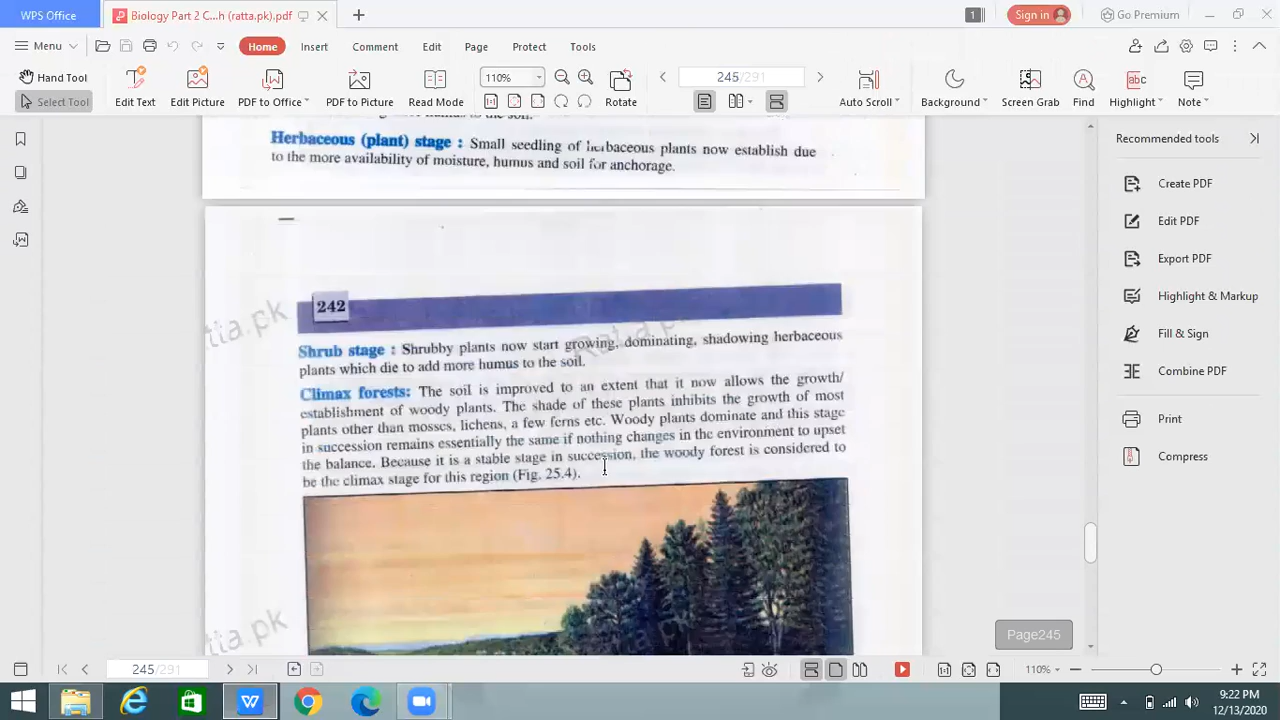 WPS Office
Biology Part 2 C...h (ratta.pk).pdf
1
Sign in
Go Premium
Menu
Home
Insert
Comment
Edit
Page
Protect
Tools
Hand Tool
Select Tool
Edit Text
Edit Picture
PDF to Office
PDF to Picture
Read Mode
110%
Rotate
245/291
Auto Scroll
Background
Screen Grab
Find
Highlight
Note
humus to the soil.
Herbaceous (plant) stage : Small seedling of herbaceous plants now establish due
to the more availability of moisture, humus and soil for anchorage.
242
Shrub stage : Shrubby plants now start growing, dominating, shadowing herbaceous
plants which die to add more humus to the soil.
Climax forests: The soil is improved to an extent that it now allows the growth/
establishment of woody plants. The shade of these plants inhibits the growth of most
plants other than mosses, lichens, a few ferns etc. Woody plants dominate and this stage
in succession remains essentially the same if nothing changes in the environment to upset
the balance. Because it is a stable stage in succession, the woody forest is considered to
be the climax stage for this region (Fig. 25.4).
tta.pk
Ratta.pk
tta.pk
Page245
Recommended tools
Create PDF
Edit PDF
Export PDF
Highlight & Markup
Fill & Sign
Combine PDF
Print
Compress
245/291
110%
9:22 PM
12/13/2020